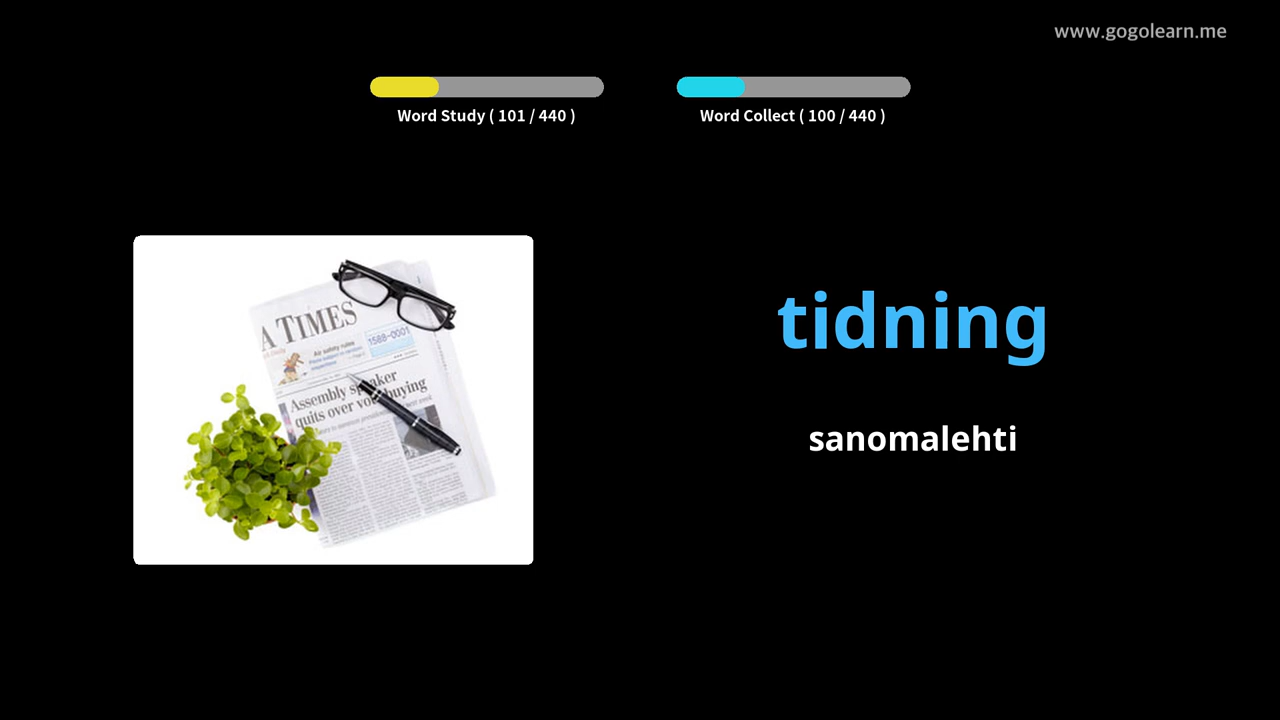 www.gogolearn.me
Word Study ( 101 / 440 )
Word Collect ( 100 / 440 )
A TIMES
Air safety rules
1588-0001
Assembly speaker
quits over vote buying
tidning
sanomalehti